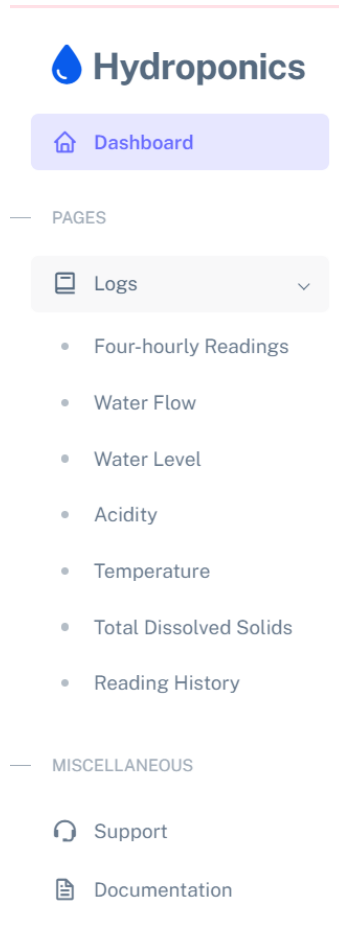 Hydroponics
Dashboard
PAGES
Logs
Four-hourly Readings
Water Flow
Water Level
Acidity
Temperature
Total Dissolved Solids
Reading History
MISCELLANEOUS
Support
Documentation